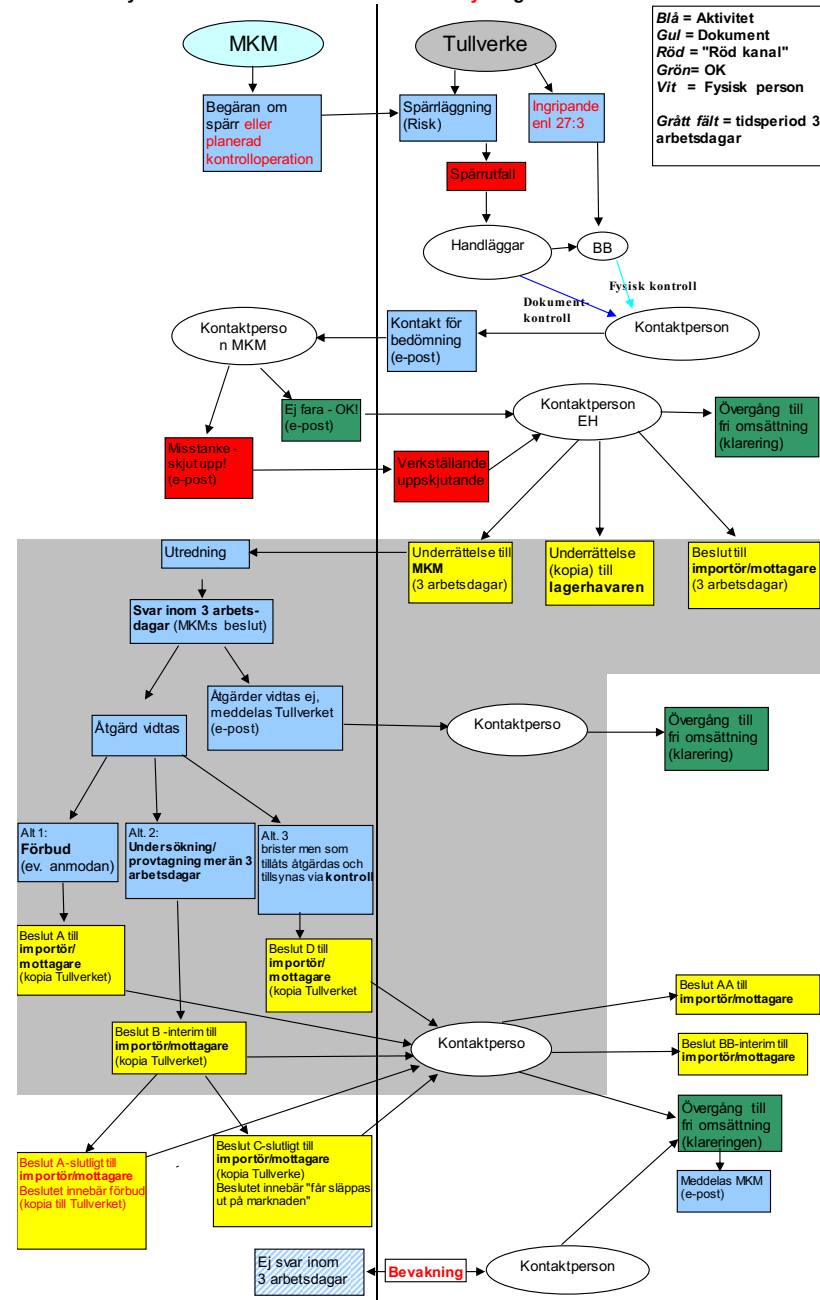 MKM
Tullverke
Blå = Aktivitet
Gul = Dokument
Röd = "Röd kanal"
Grön= OK
Vit = Fysisk person
Grått fält = tidsperiod 3
arbetsdagar
Begäran om
spärr eller
planerad
kontrolloperation
Spärrläggning
(Risk)
Ingripande
enl 27:3
Spärrutfall
Handläggar
BB
Fysisk kontroll
Dokument-
kontroll
Kontaktperso
n MKM
Kontakt för
bedömning
(e-post)
Kontaktperson
Ej fara - OK!
(e-post)
Kontaktperson
EH
Övergång till
fri omsättning
(klarering)
Misstanke -
skjut upp!
(e-post)
Verkställande
uppskjutande
Utredning
Underrättelse till
MKM
(3 arbetsdagar)
Underrättelse
(kopia) till
lagerhavaren
Beslut till
importör/mottagare
(3 arbetsdagar)
Svar inom 3 arbets-
dagar (MKM:s beslut)
Åtgärder vidtas ej,
meddelas Tullverket
(e-post)
Åtgärd vidtas
Kontaktperso
Övergång till
fri omsättning
(klarering)
Alt 1:
Förbud
(ev. anmodan)
Alt. 2:
Undersökning/
provtagning mer än 3
arbetsdagar
Alt. 3
brister men som
tillåts åtgärdas och
tillsynas via kontroll
Beslut A till
importör/
mottagare
(kopia Tullverket)
Beslut D till
importör/
mottagare
(kopia Tullverket
Beslut B -interim till
importör/mottagare
(kopia Tullverket)
Kontaktperso
Beslut AA till
importör/mottagare
Beslut BB-interim till
importör/mottagare
Övergång till
fri omsättning
(klareringen)
Meddelas MKM
(e-post)
Beslut A-slutligt till
importör/mottagare
Beslutet innebär förbud
(kopia till Tullverket)
Beslut C-slutligt till
importör/mottagare
(kopia Tullverke)
Beslutet innebär "får släppas
ut på marknaden"
Ej svar inom
3 arbetsdagar
Bevakning
Kontaktperson